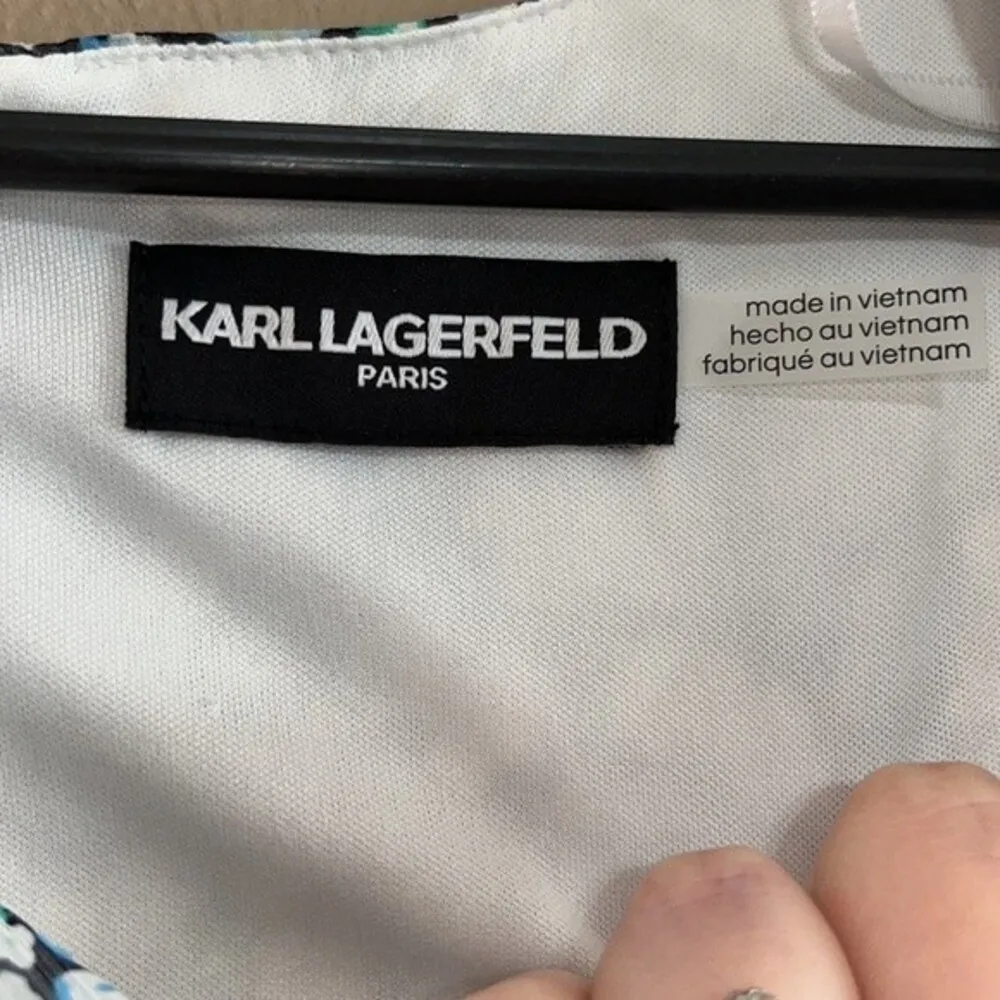 KARL LAGERFELD
PARIS
made in vietnam
hecho au vietnam
fabriqué au vietnam